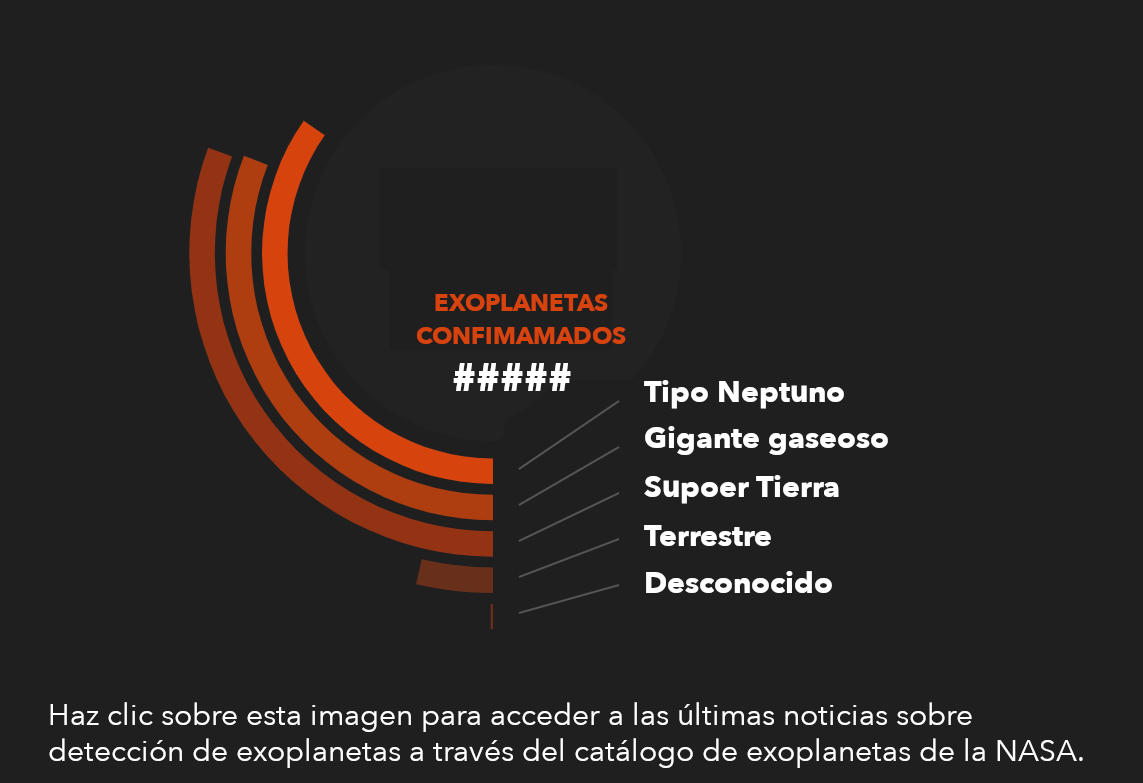 EXOPLANETAS
CONFIMAMADOS
#####
Tipo Neptuno
Gigante gaseoso
Supoer Tierra
Terrestre
Desconocido
Haz clic sobre esta imagen para acceder a las últimas noticias sobre
detección de exoplanetas a través del catálogo de exoplanetas de la NASA.